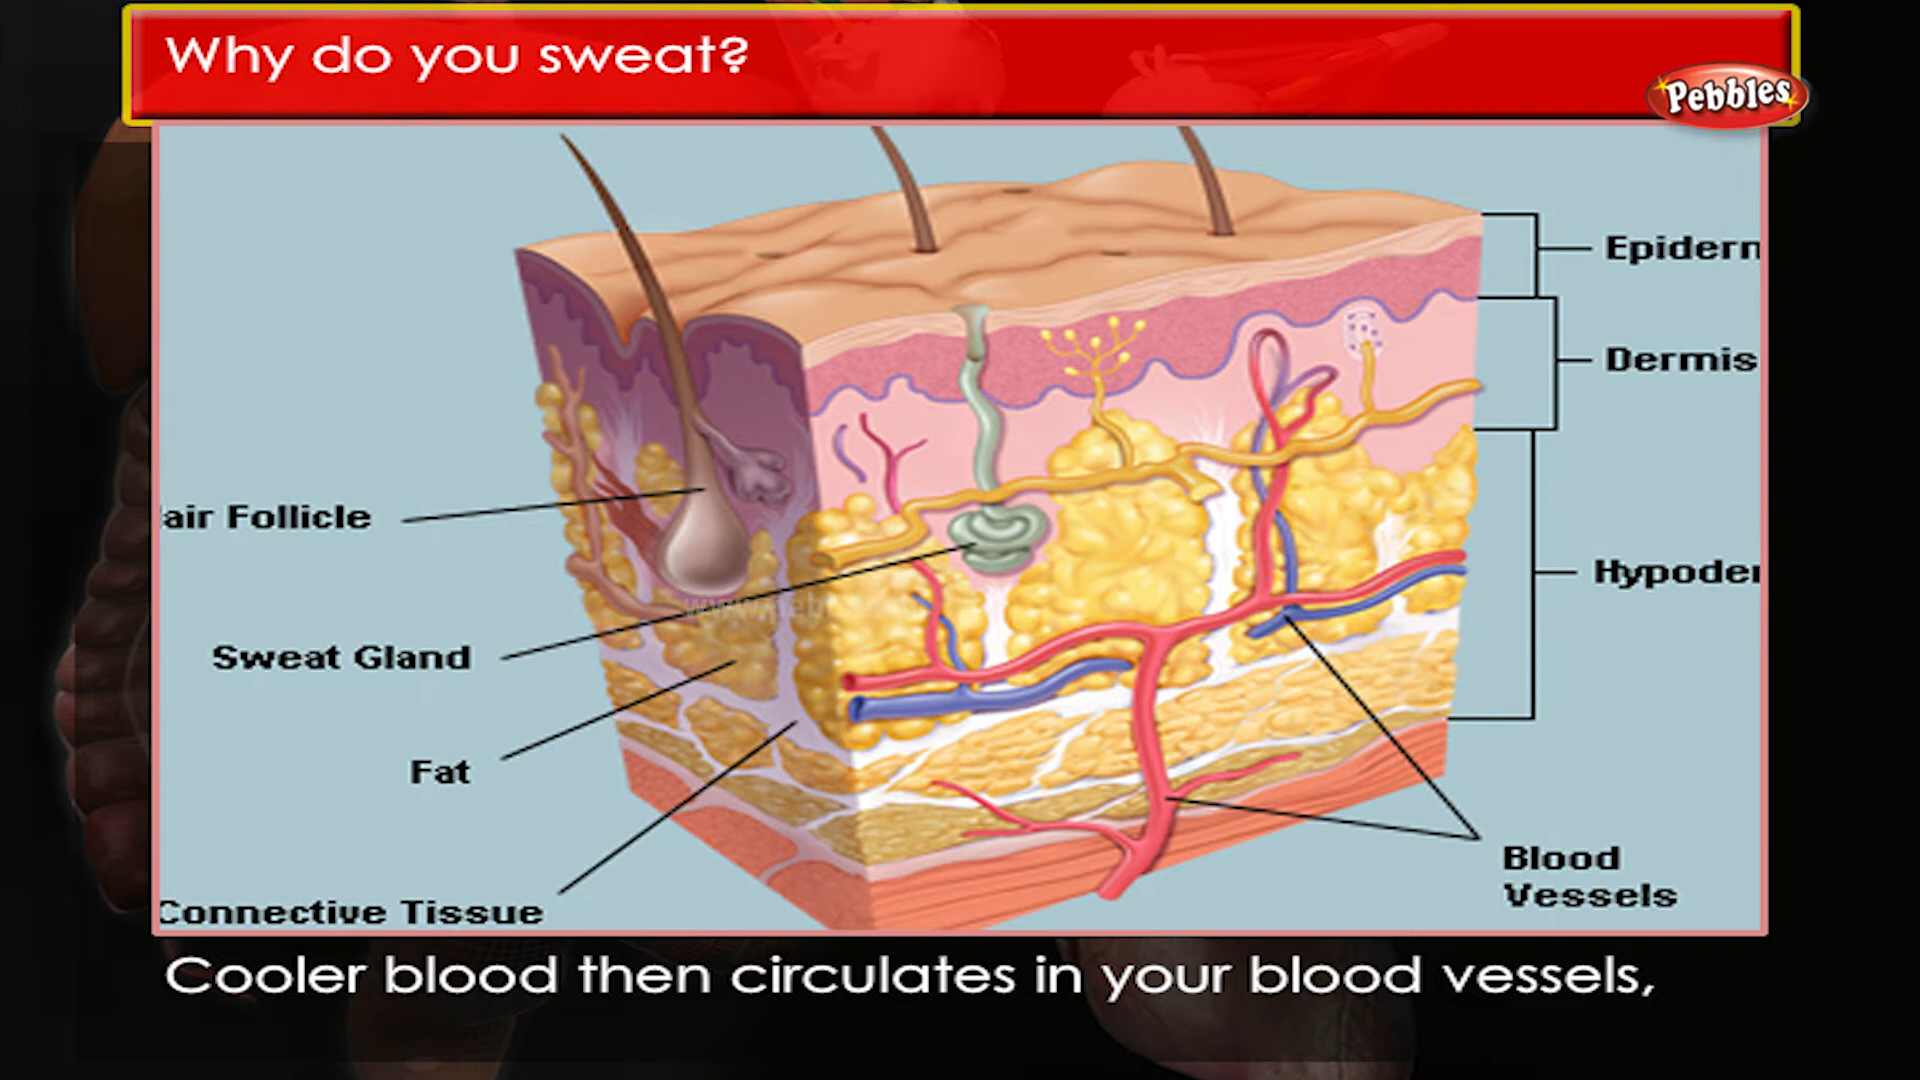 Why do you sweat?
Pebbles
Epiderm
Dermis
air Follicle
Hypoder
Sweat Gland
Fat
Blood
Vessels
Connective Tissue
Cooler blood then circulates in your blood vessels,